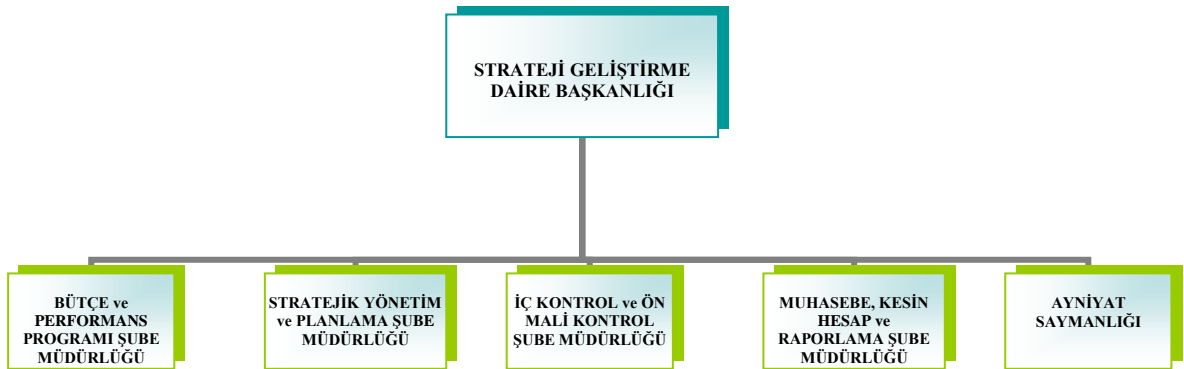 STRATEJİ GELİŞTİRME
DAİRE BAŞKANLIĞI
BÜTÇE ve
PERFORMANS
PROGRAMI ŞUBE
MÜDÜRLÜĞÜ
STRATEJİK YÖNETİM
ve PLANLAMA ŞUBE
MÜDÜRLÜĞÜ
İÇ KONTROL ve ÖN
MALİ KONTROL
ŞUBE MÜDÜRLÜĞÜ
MUHASEBE, KESİN
HESAP ve
RAPORLAMA ŞUBE
MÜDÜRLÜĞÜ
AYNİYAT
SAYMANLIĞI